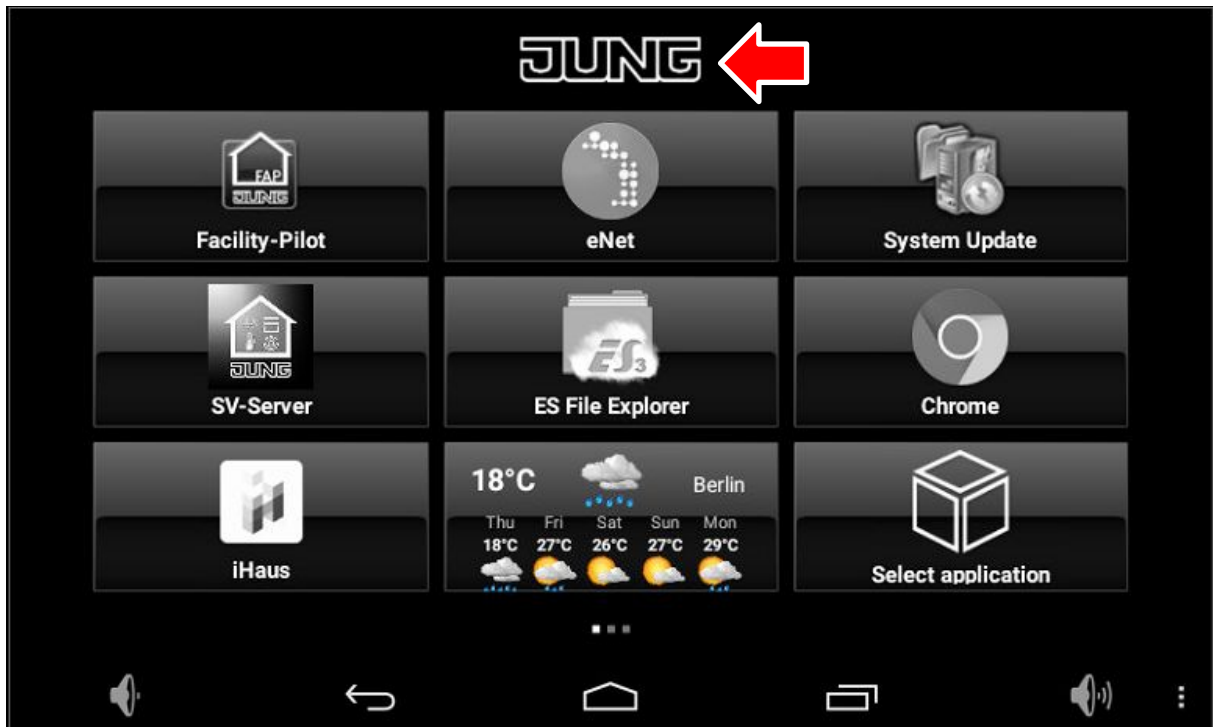 JUNG
FAP
JUNG
Facility-Pilot
eNet
System Update
JUNG
SV-Server
ES3
ES File Explorer
Chrome
iHaus
18°C
Berlin
Thu Fri Sat Sun Mon
18°C 27°C 26°C 27°C 29°C
Select application